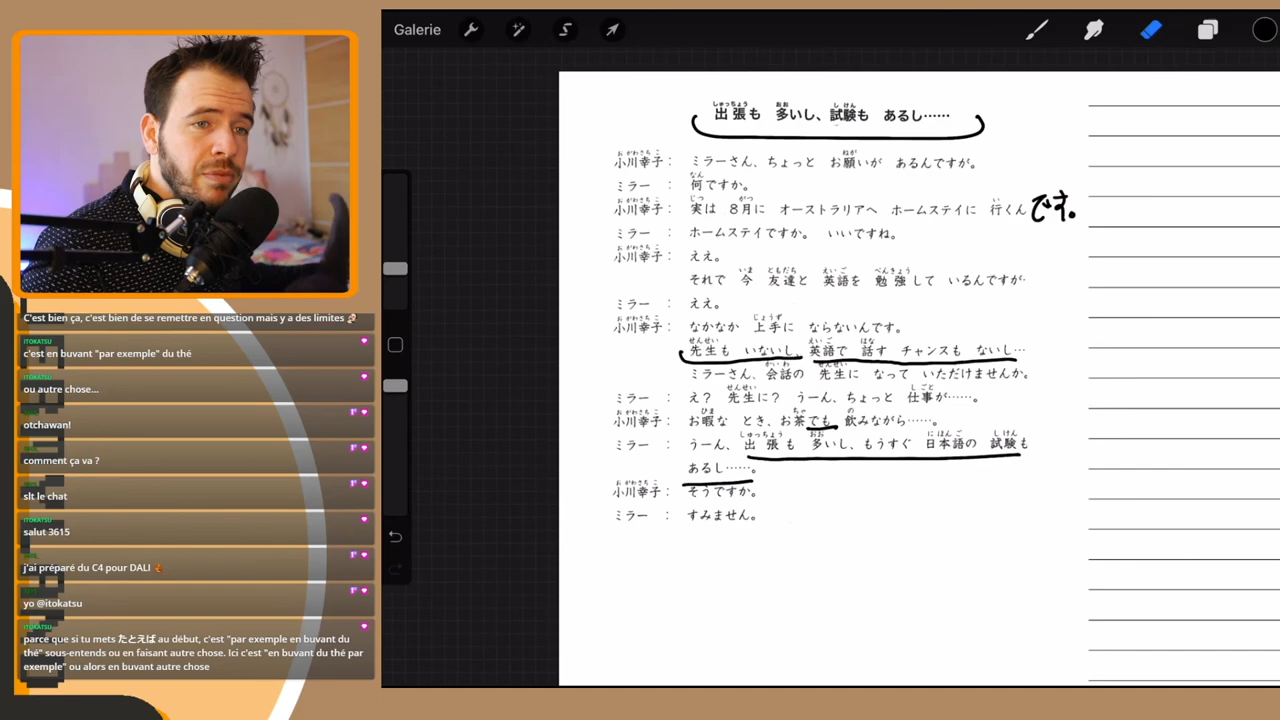 Galerie
出張も 多いし、試験も あるし……
小川幸子: ミラーさん、ちょっと お願いが あるんですが。
ミラー : 何ですか。
小川幸子: 実は 8月に オーストラリアへ ホームステイに 行くんです。
ミラー : ホームステイですか。 いいですね。
小川幸子: ええ。
それで 今 友達と 英語を 勉強して いるんですが…
ミラー : ええ。
小川幸子: なかなか 上手に ならないんです。
先生も いないし、英語で 話す チャンスも ないし…
ミラーさん、会話の 先生に なって いただけませんか。
ミラー : え? 先生に? うーん、ちょっと 仕事が……。
小川幸子: お暇な とき、お茶でも 飲みながら……。
ミラー : うーん、出張も 多いし、もうすぐ 日本語の 試験も
あるし……。
小川幸子: そうですか。
ミラー : すみません。
C'est bien ça, c'est bien de se remettre en question mais y a des limites
ITOKATSU
c'est en buvant "par exemple" du thé
ITOKATSU
ou autre chose...
otchawan!
ITOKATSU
comment ça va ?
slt le chat
ITOKATSU
salut 3615
j'ai préparé du C4 pour DALI
yo @itokatsu
ITOKATSU
parce que si tu mets たとえば au début, c'est "par exemple en buvant du
thé" sous-entends ou en faisant autre chose. Ici c'est "en buvant du thé par
exemple" ou alors en buvant autre chose